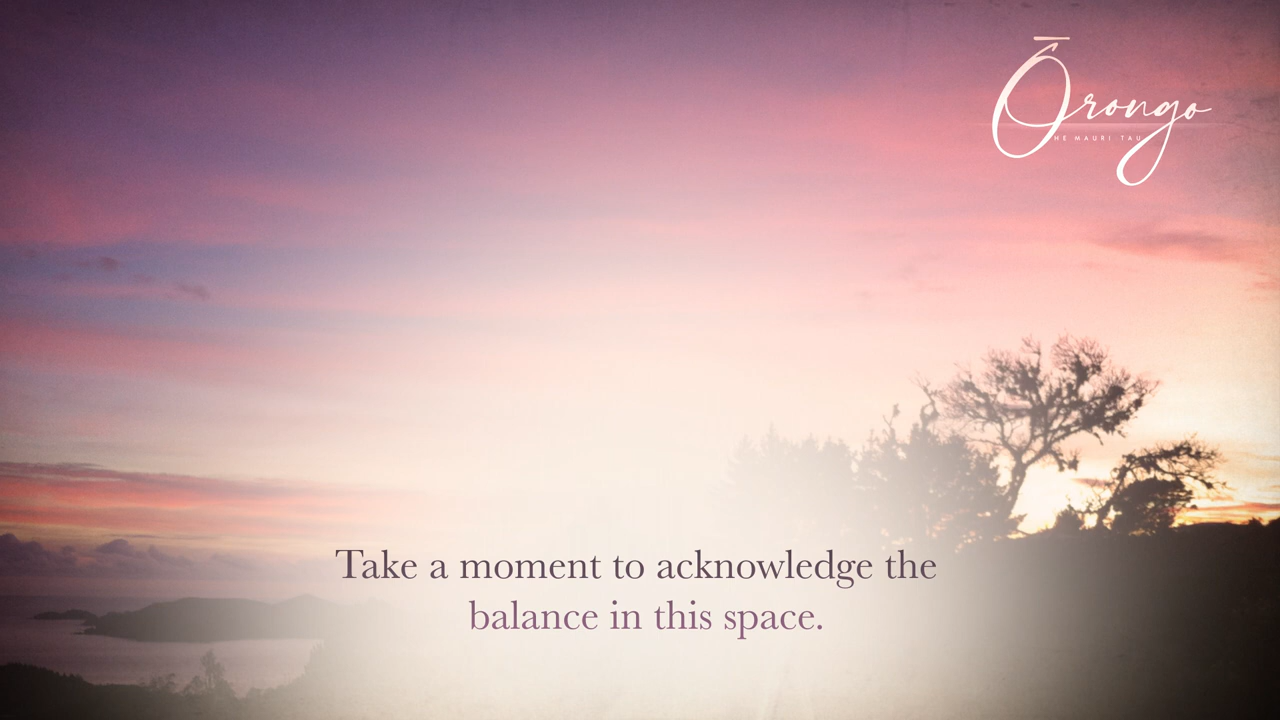 Ōrongo
HE MAURI TAU
Take a moment to acknowledge the
balance in this space.